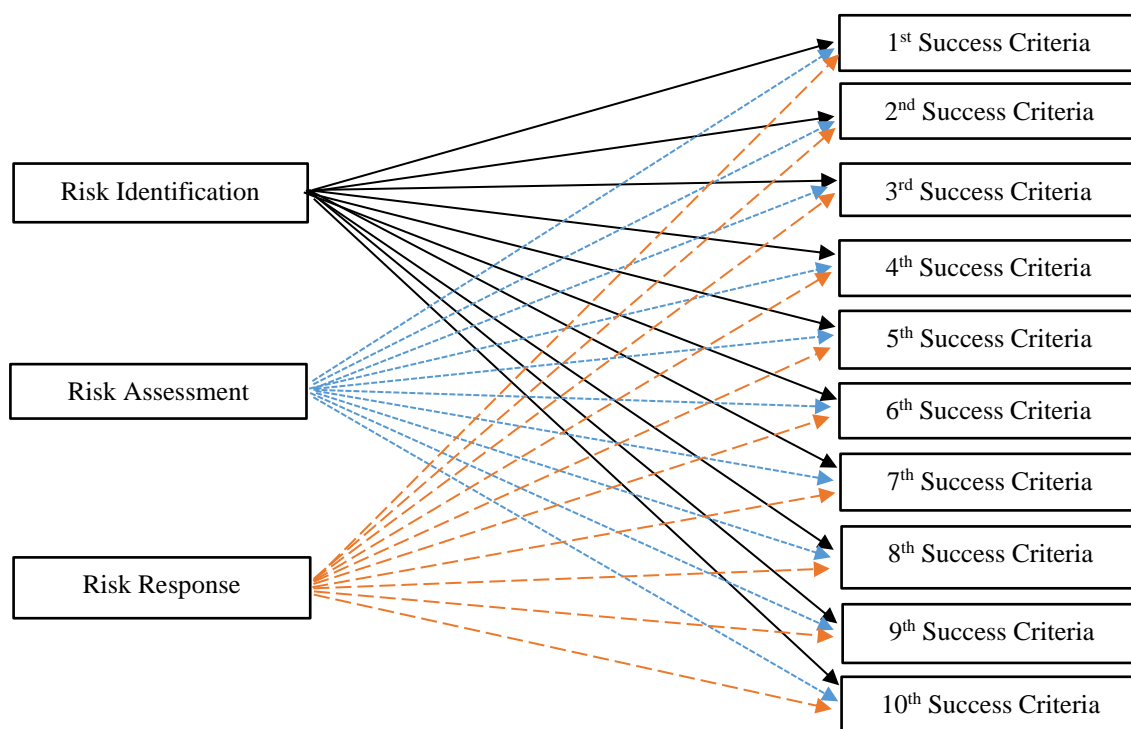 1st Success Criteria
2nd Success Criteria
Risk Identification
3rd Success Criteria
4th Success Criteria
5th Success Criteria
Risk Assessment
6th Success Criteria
7th Success Criteria
8th Success Criteria
Risk Response
9th Success Criteria
10th Success Criteria